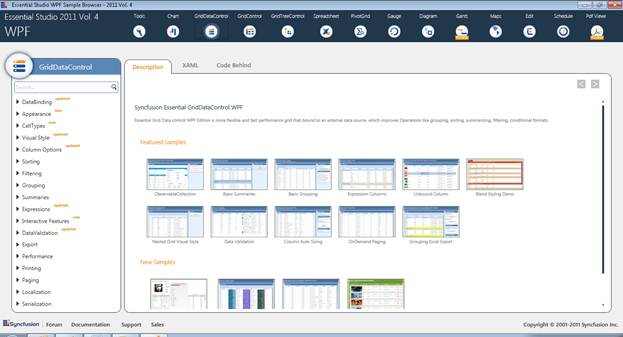 Essential Studio WPF Sample Browser - 2011 Vol. 4
Essential Studio 2011 Vol. 4
WPF
Tools Chart GridDataControl GridControl GridTreeControl Spreadsheet PivotGrid Gauge Diagram Gantt Maps Edit Schedule Pdf Viewer
GridDataControl
Search...
DataBinding updated
Appearance new
CellTypes new
Visual Style updated
Column Options updated
Sorting
Filtering
Grouping
Summaries
Expressions updated
Interactive Features new
DataValidation updated
Export
Performance
Printing
Paging
Localization
Serialization
Description XAML Code Behind
Syncfusion Essential GridDataControl WPF
Essential Grid Data control WPF Edition is more flexible and fast performance grid that bound to an external data source, which improves Operations like grouping, sorting, summarizing, filtering, conditional formats.
Featured Samples
ObservableCollection Basic Summaries Basic Grouping Expression Columns Unbound Column Blend Styling Demo
Nested Grid Visual Style Data Validation Column Auto Sizing OnDemand Paging Grouping Excel Export
New Samples
Syncfusion Forum Documentation Support Sales
Copyright © 2001-2011 Syncfusion Inc.